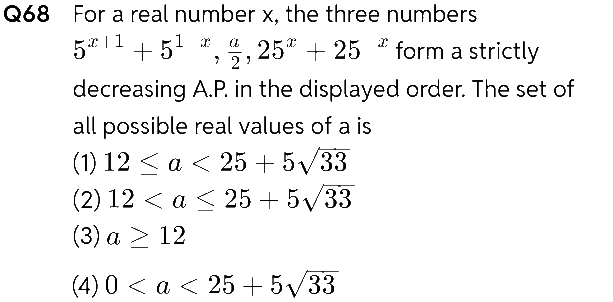 Q68 For a real number x, the three numbers
5^{x+1} + 5^{1 x}, a/2, 25^x + 25^{ x} form a strictly
decreasing A.P. in the displayed order. The set of
all possible real values of a is
(1) 12 ≤ a < 25 + 5√33
(2) 12 < a ≤ 25 + 5√33
(3) a ≥ 12
(4) 0 < a < 25 + 5√33